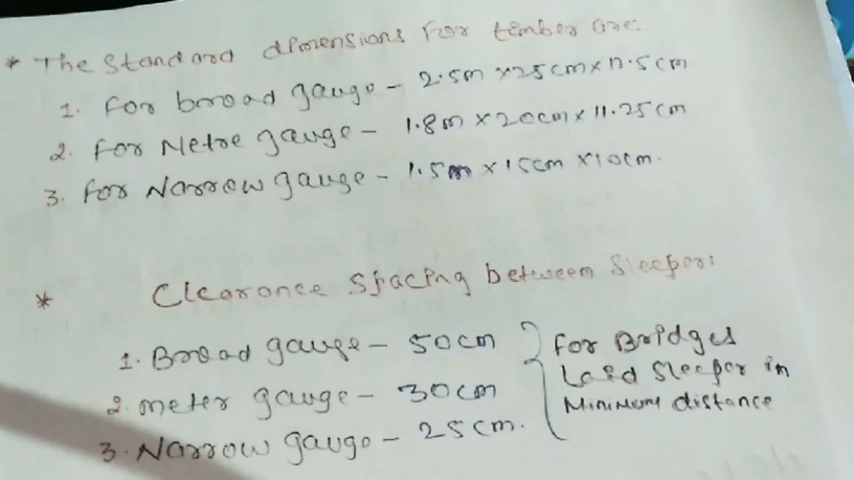 * The Standard dimensions For timber are.
1. For broad gauge - 2.5m x 25cm x 12.5cm
2. For Metre gauge - 1.8m x 20cm x 11.25cm
3. For Narrow gauge - 1.5m x 15cm x 10cm.
* Clearance Spacing between Sleeper:
1. Broad gauge - 50cm
2. meter gauge - 30cm
3. Narrow gauge - 25cm.
For Bridges
Laid Sleeper in
Minimum distance